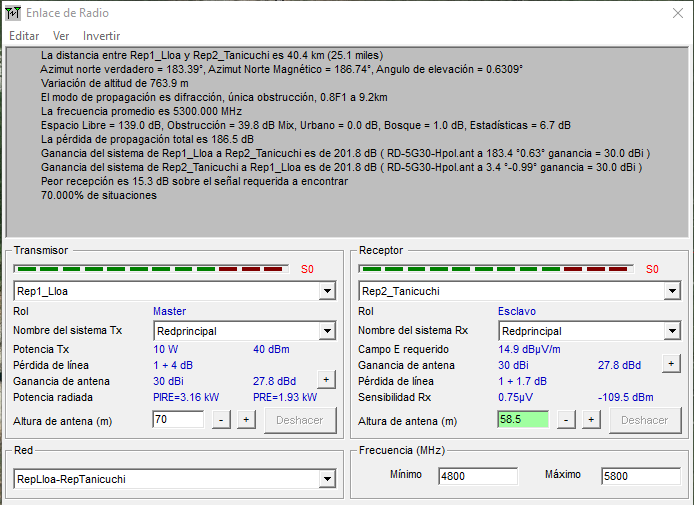 Enlace de Radio
Editar Ver Invertir
La distancia entre Rep1_Lloa y Rep2_Tanicuchi es 40.4 km (25.1 miles)
Azimut norte verdadero = 183.39°, Azimut Norte Magnético = 186.74°, Angulo de elevación = 0.6309°
Variación de altitud de 763.9 m
El modo de propagación es difracción, única obstrucción, 0.8F1 a 9.2km
La frecuencia promedio es 5300.000 MHz
Espacio Libre = 139.0 dB, Obstrucción = 39.8 dB Mix, Urbano = 0.0 dB, Bosque = 1.0 dB, Estadísticas = 6.7 dB
La pérdida de propagación total es 186.5 dB
Ganancia del sistema de Rep1_Lloa a Rep2_Tanicuchi es de 201.8 dB ( RD-5G30-Hpol.ant a 183.4 °0.63° ganancia = 30.0 dBi )
Ganancia del sistema de Rep2_Tanicuchi a Rep1_Lloa es de 201.8 dB ( RD-5G30-Hpol.ant a 3.4 °-0.99° ganancia = 30.0 dBi )
Peor recepción es 15.3 dB sobre el señal requerida a encontrar
70.000% de situaciones
Transmisor
S0
Rep1_Lloa
Rol Master
Nombre del sistema Tx Redprincipal
Potencia Tx 10 W 40 dBm
Pérdida de línea 1 + 4 dB
Ganancia de antena 30 dBi 27.8 dBd +
Potencia radiada PIRE=3.16 kW PRE=1.93 kW
Altura de antena (m) 70 - + Deshacer
Receptor
S0
Rep2_Tanicuchi
Rol Esclavo
Nombre del sistema Rx Redprincipal
Campo E requerido 14.9 dBµV/m
Ganancia de antena 30 dBi 27.8 dBd +
Pérdida de línea 1 + 1.7 dB
Sensibilidad Rx 0.75µV -109.5 dBm
Altura de antena (m) 58.5 - + Deshacer
Red
RepLloa-RepTanicuchi
Frecuencia (MHz)
Mínimo 4800 Máximo 5800